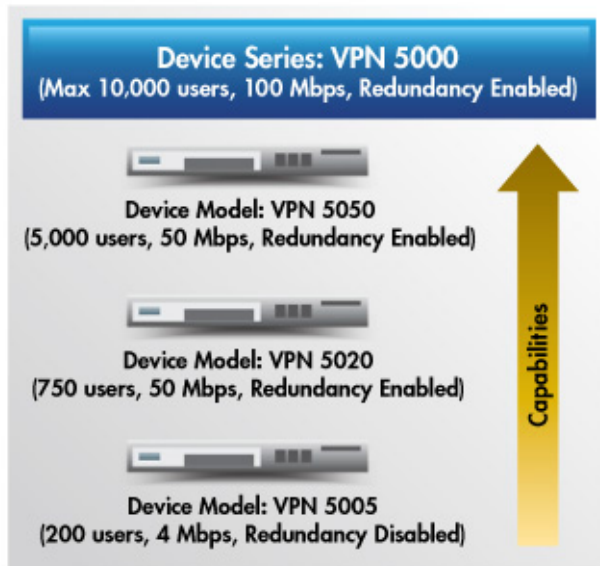 Device Series: VPN 5000
(Max 10,000 users, 100 Mbps, Redundancy Enabled)
Device Model: VPN 5050
(5,000 users, 50 Mbps, Redundancy Enabled)
Device Model: VPN 5020
(750 users, 50 Mbps, Redundancy Enabled)
Device Model: VPN 5005
(200 users, 4 Mbps, Redundancy Disabled)
Capabilities